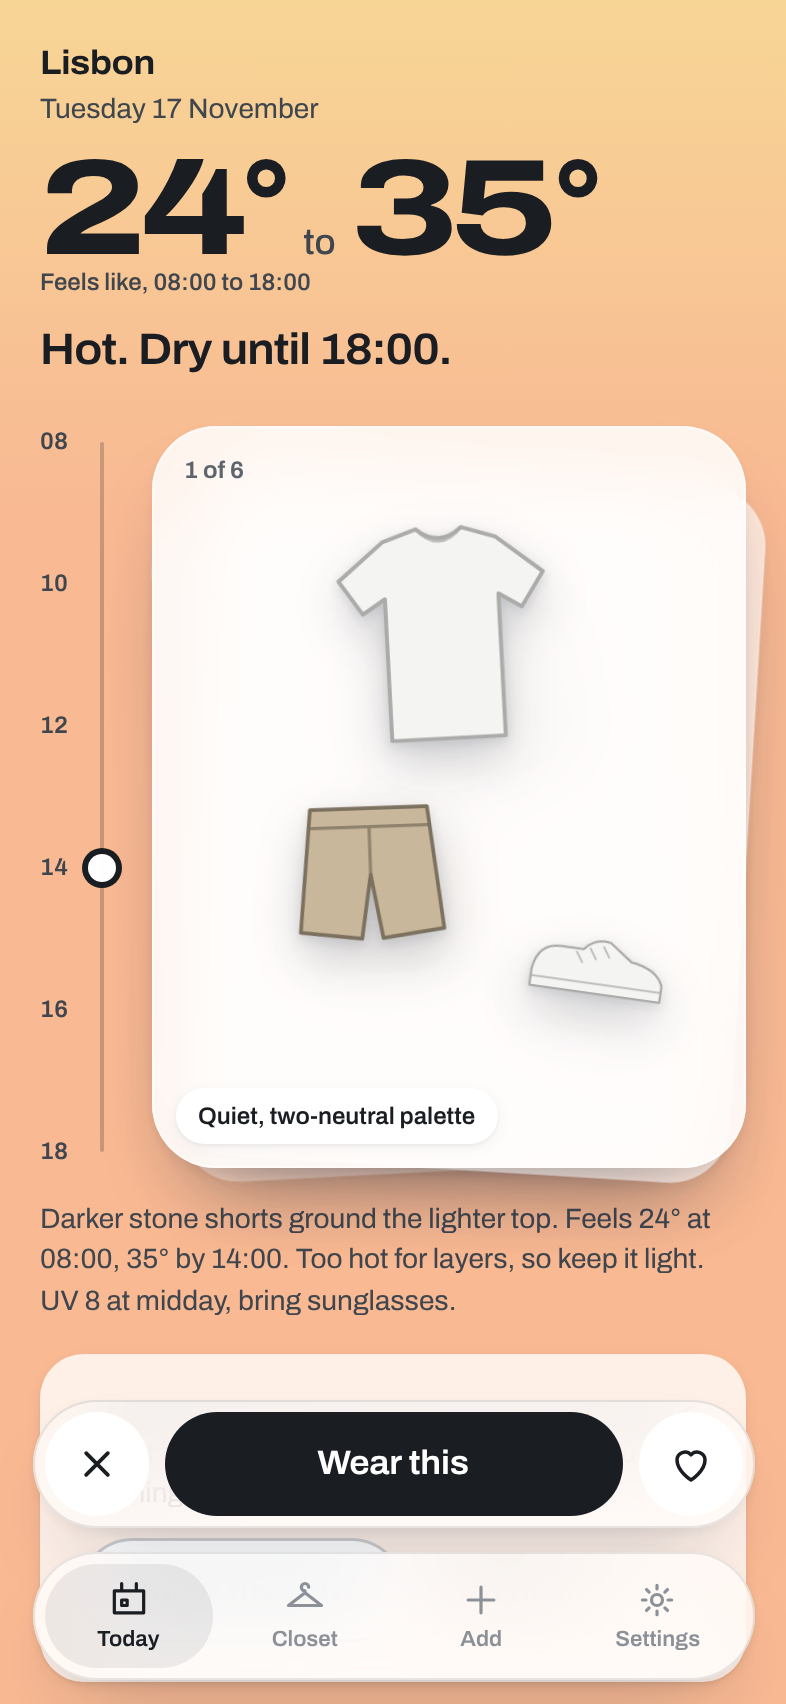 Lisbon
Tuesday 17 November
24° to 35°
Feels like, 08:00 to 18:00
Hot. Dry until 18:00.
08
10
12
14
16
18
1 of 6
Quiet, two-neutral palette
Darker stone shorts ground the lighter top. Feels 24° at
08:00, 35° by 14:00. Too hot for layers, so keep it light.
UV 8 at midday, bring sunglasses.
Wear this
Today
Closet
Add
Settings